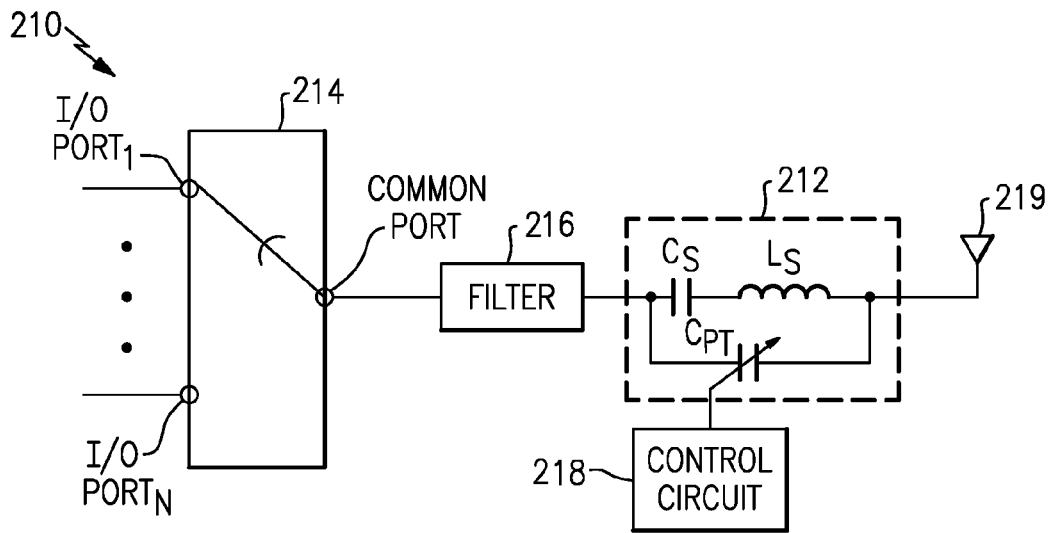 210
I/O
PORT1
214
COMMON
PORT
216
FILTER
212
CS
LS
CPT
219
I/O
PORTN
218
CONTROL
CIRCUIT